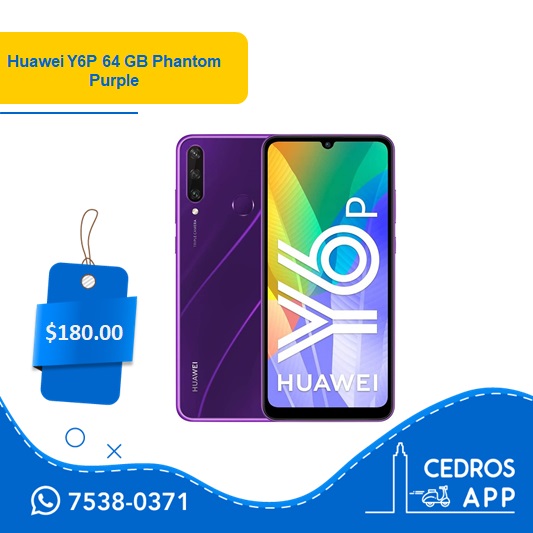 Huawei Y6P 64 GB Phantom
Purple
$180.00
HUAWEI
Y6P
HUAWEI
7538-0371
CEDROS
APP